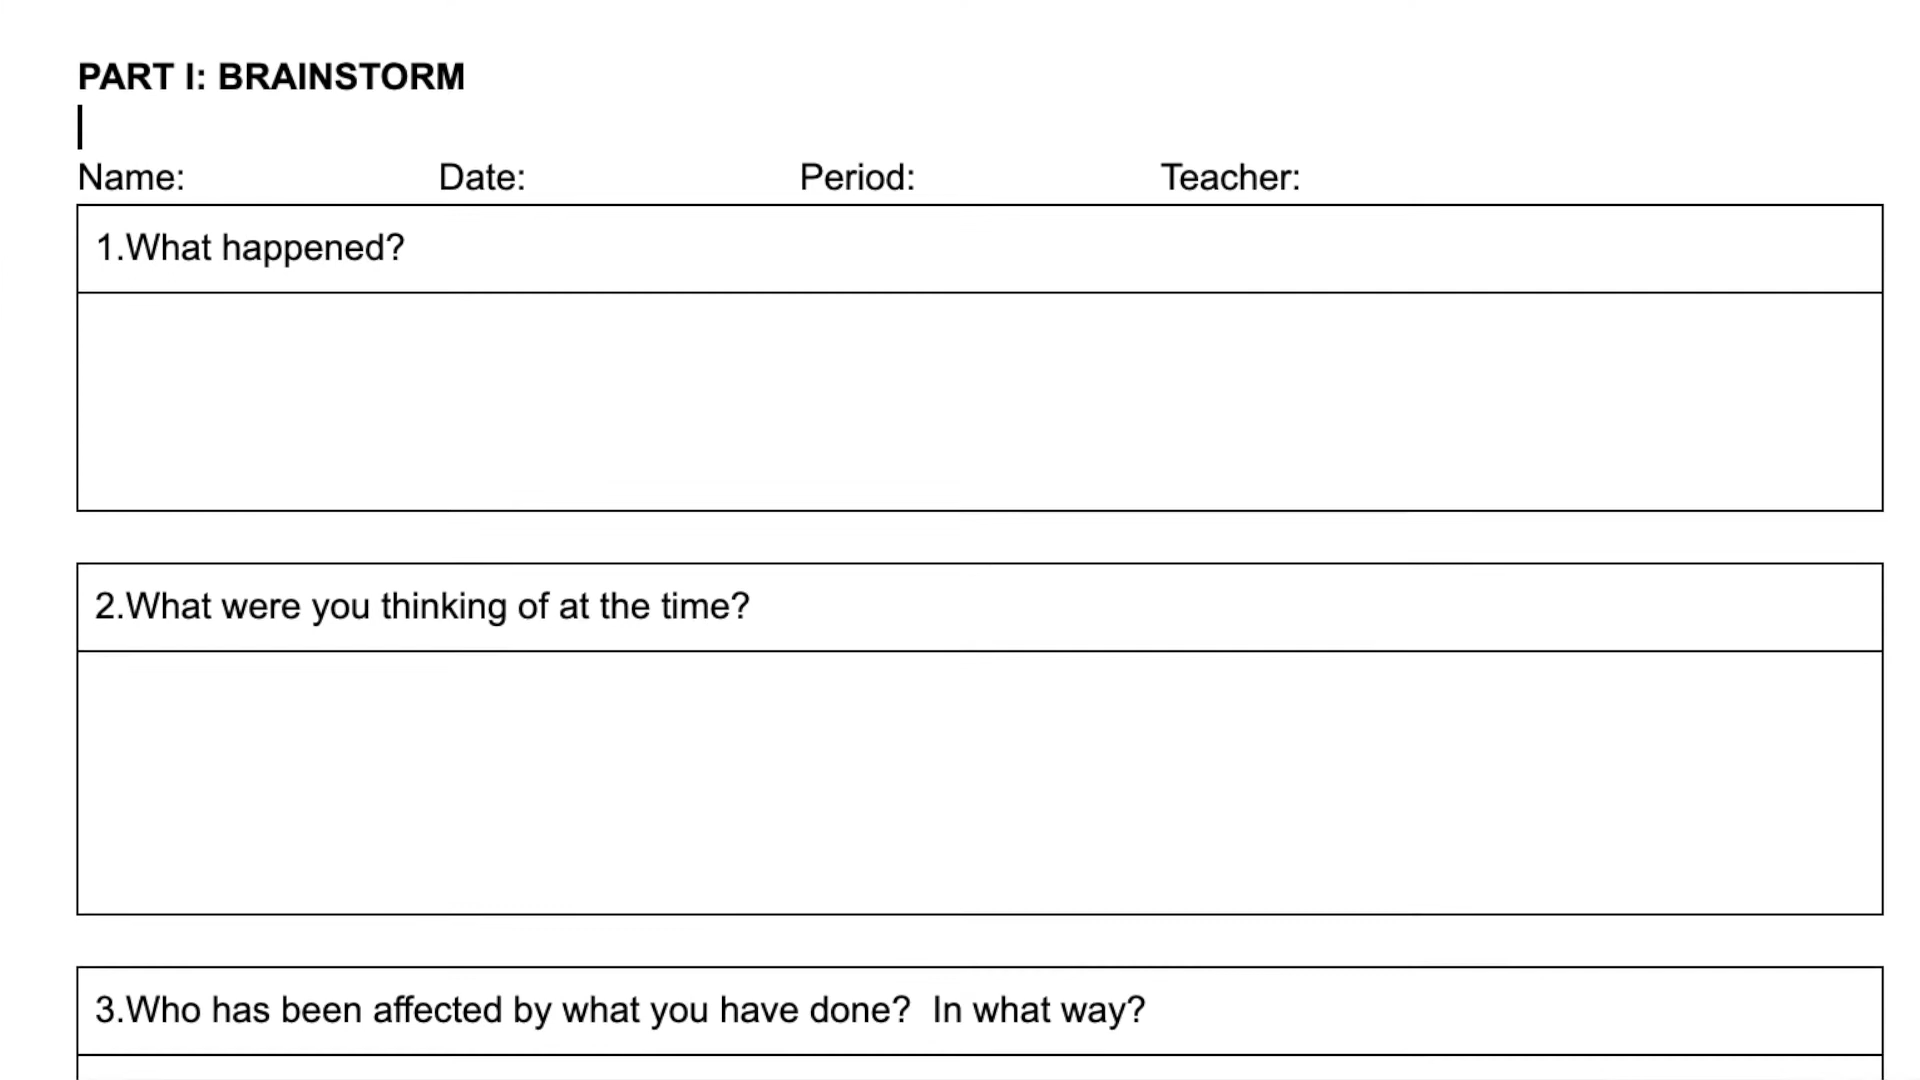 PART I: BRAINSTORM
Name: Date: Period: Teacher:
1.What happened?
2.What were you thinking of at the time?
3.Who has been affected by what you have done?  In what way?